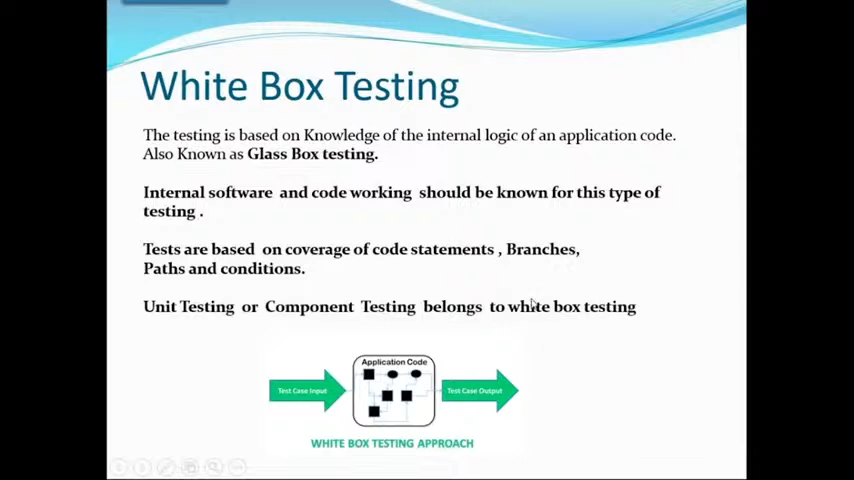 White Box Testing
The testing is based on Knowledge of the internal logic of an application code.
Also Known as Glass Box testing.
Internal software and code working should be known for this type of
testing .
Tests are based on coverage of code statements , Branches,
Paths and conditions.
Unit Testing or Component Testing belongs to white box testing
Application Code
Test Case Input
Test Case Output
WHITE BOX TESTING APPROACH